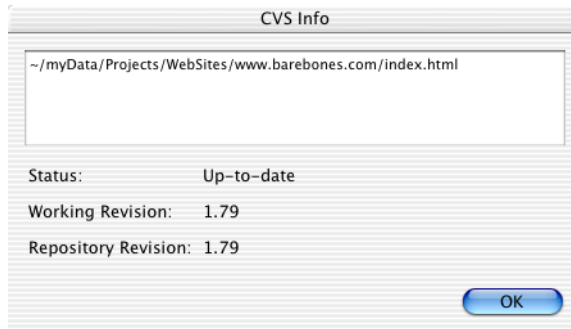 CVS Info
~/myData/Projects/WebSites/www.barebones.com/index.html
Status: Up-to-date
Working Revision: 1.79
Repository Revision: 1.79
OK